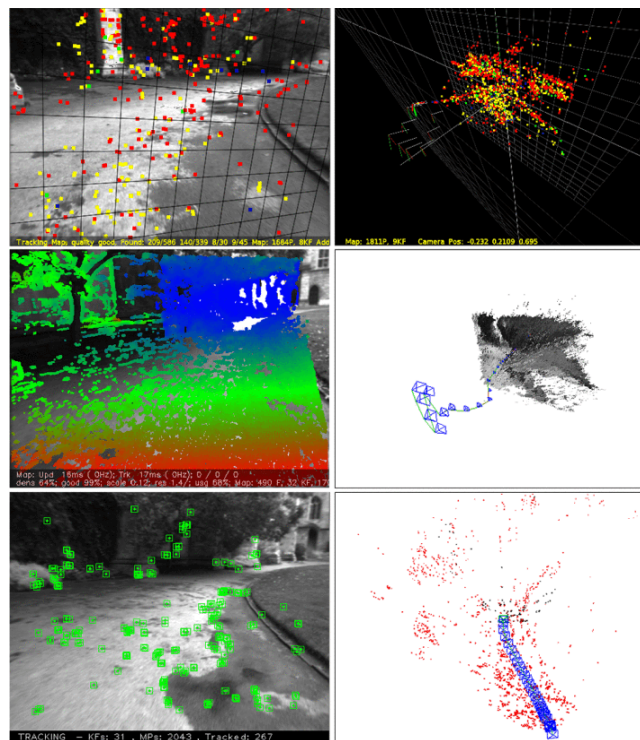 Tracking Map, quality good. Found: 209/586 140/339 8/30 9/45 Map: 1684P, 8KF Add
Map: 1811P, 9KF Camera Pos: -0.232 0.2109 0.695
Map: Upd 16ms ( 0Hz); Trk 17ms ( 0Hz); 0 / 0 / 0
dens 64%; good 99%; scale 0.12; res 1.4/; usg 68%; Map: 490 F, 32 KF,
TRACKING - KFs: 31 , MPs: 2043 , Tracked: 267